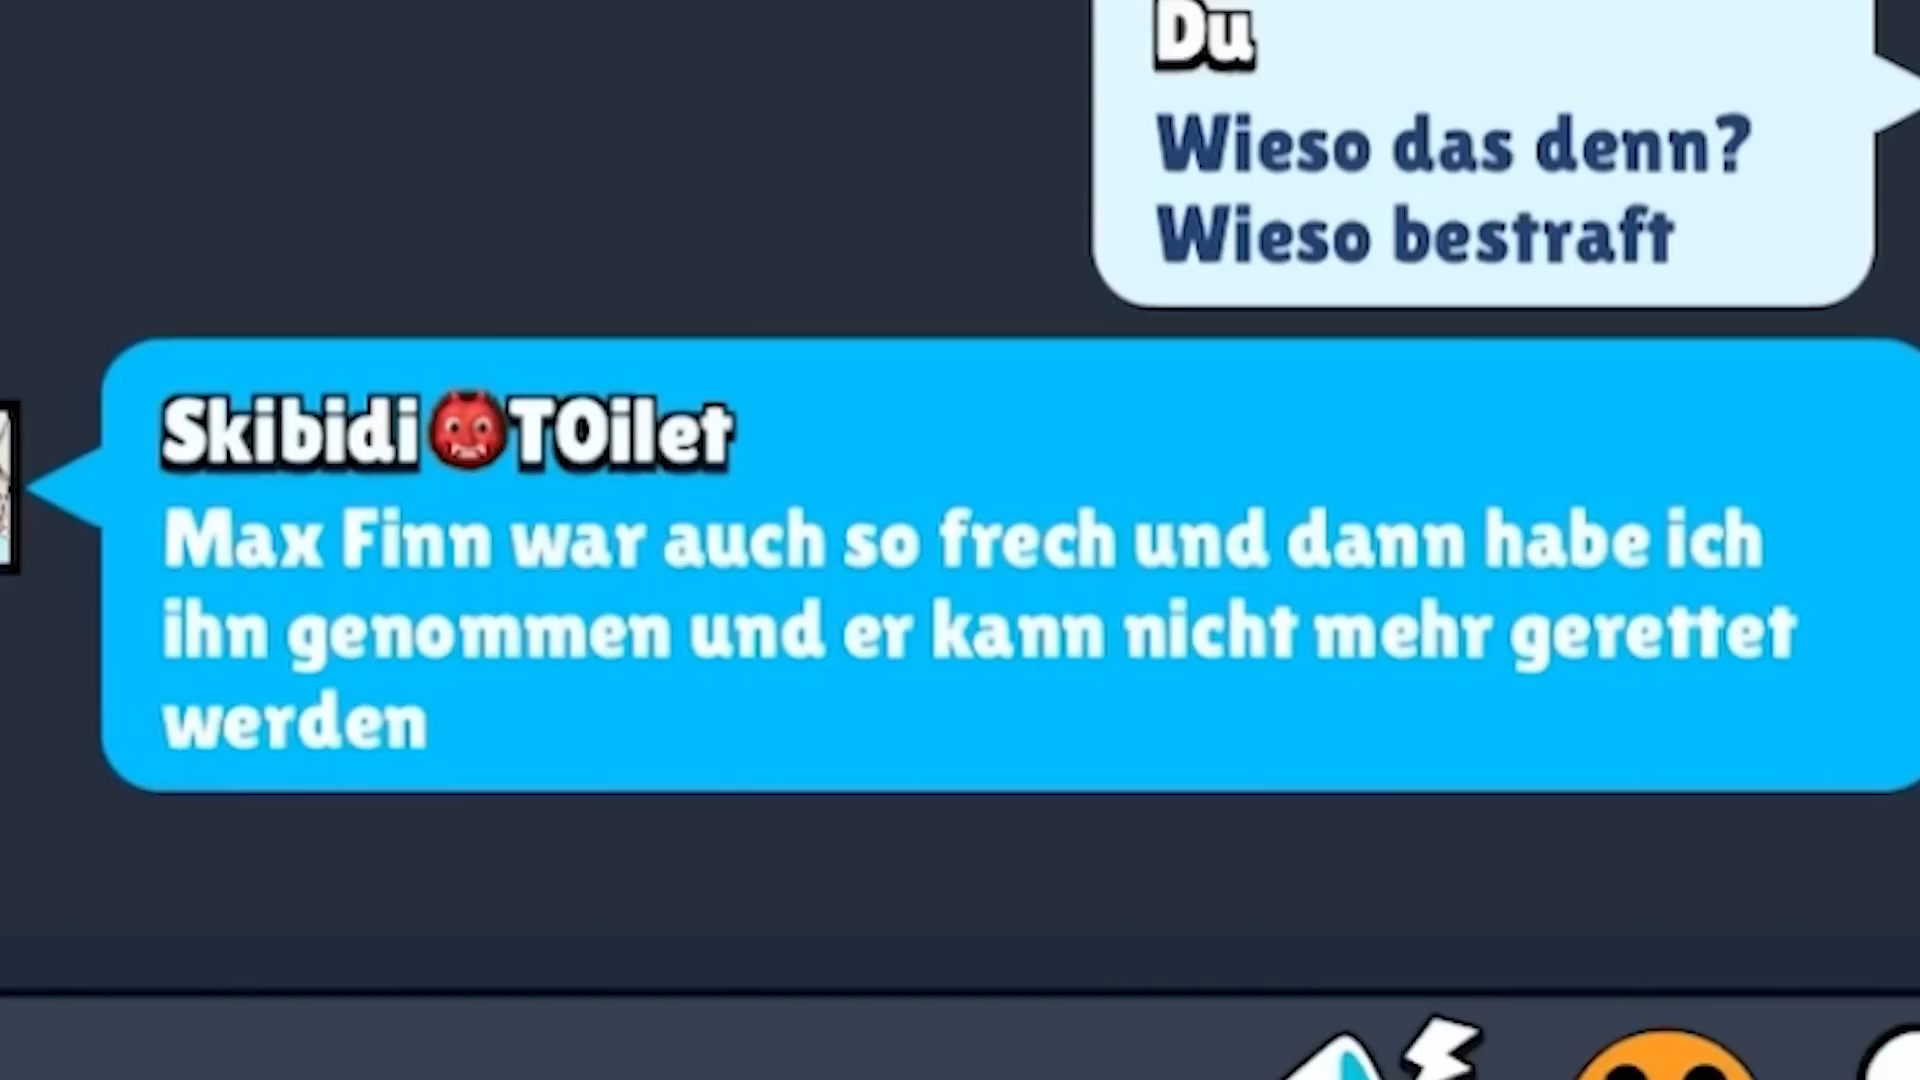 Du
Wieso das denn?
Wieso bestraft
Skibidi👹TOilet
Max Finn war auch so frech und dann habe ich
ihn genommen und er kann nicht mehr gerettet
werden